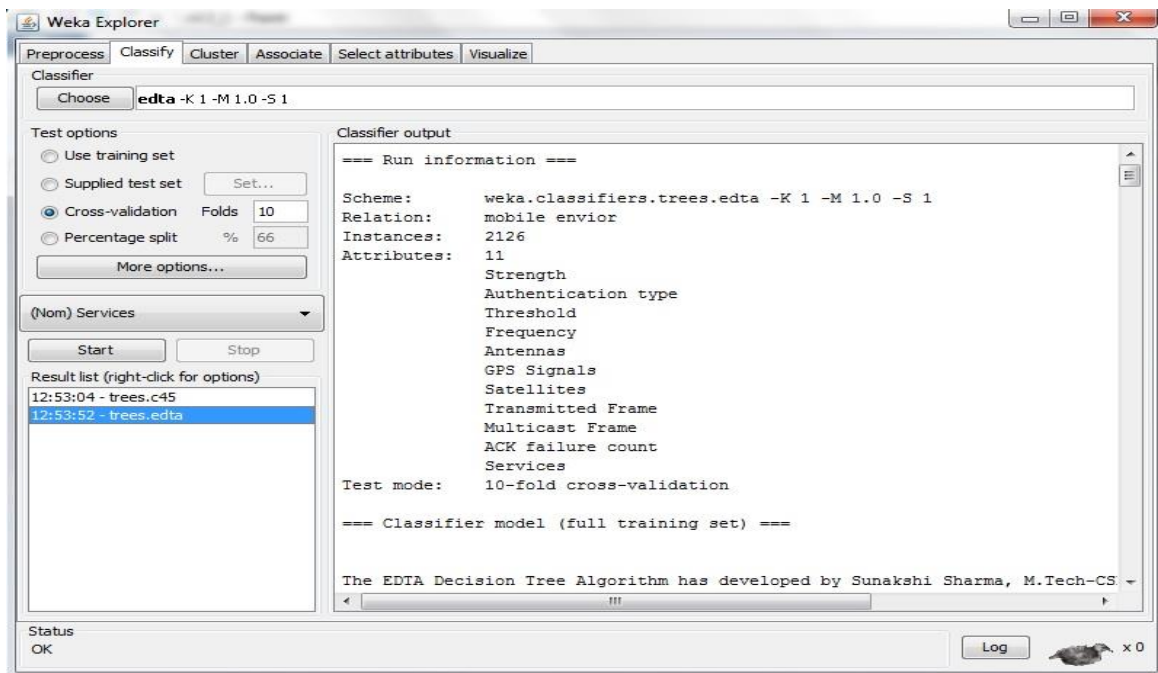 Weka Explorer
Preprocess Classify Cluster Associate Select attributes Visualize
Classifier
Choose edta -K 1 -M 1.0 -S 1
Test options
Use training set
Supplied test set Set...
Cross-validation Folds 10
Percentage split % 66
More options...
(Nom) Services
Start Stop
Result list (right-click for options)
12:53:04 - trees.c45
12:53:52 - trees.edta
Classifier output
=== Run information ===
Scheme: weka.classifiers.trees.edta -K 1 -M 1.0 -S 1
Relation: mobile envior
Instances: 2126
Attributes: 11
Strength
Authentication type
Threshold
Frequency
Antennas
GPS Signals
Satellites
Transmitted Frame
Multicast Frame
ACK failure count
Services
Test mode: 10-fold cross-validation
=== Classifier model (full training set) ===
The EDTA Decision Tree Algorithm has developed by Sunakshi Sharma, M.Tech-CS
Status
OK
Log x 0